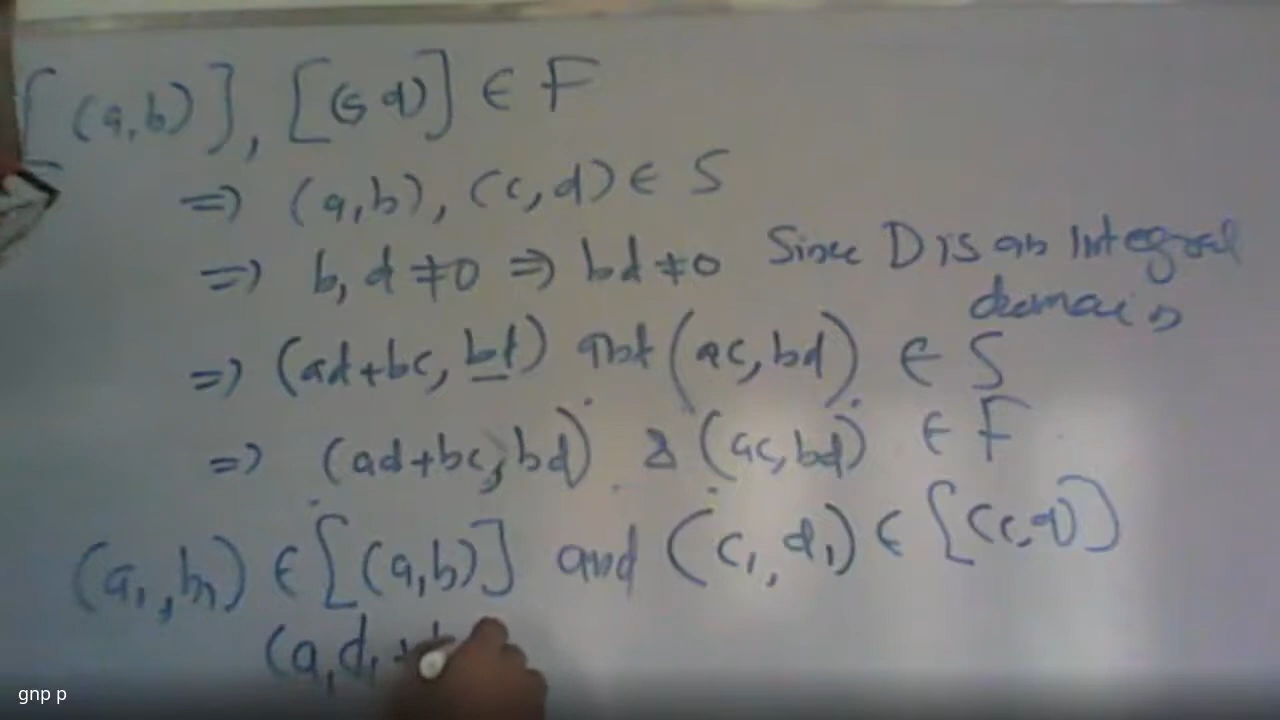 [(a,b)], [(c,d)] ∈ F
=> (a,b), (c,d) ∈ S
=> b, d ≠ 0 => bd ≠ 0 Since D is an Integral
domain
=> (ad+bc, bd) and (ac, bd) ∈ S
=> (ad+bc, bd) & (ac, bd) ∈ F
(a₁, b₁) ∈ [(a,b)] and (c₁, d₁) ∈ [(c,d)]
(a₁d₁ +
gnp p